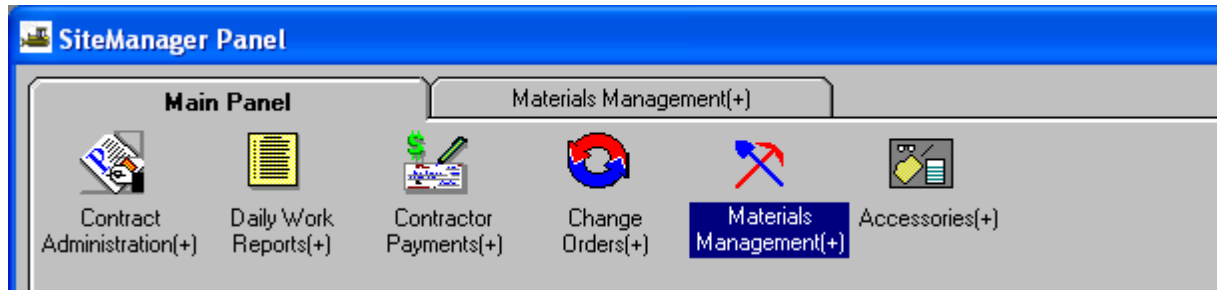 SiteManager Panel
Main Panel
Materials Management(+)
Contract
Administration(+)
Daily Work
Reports(+)
Contractor
Payments(+)
Change
Orders(+)
Materials
Management(+)
Accessories(+)